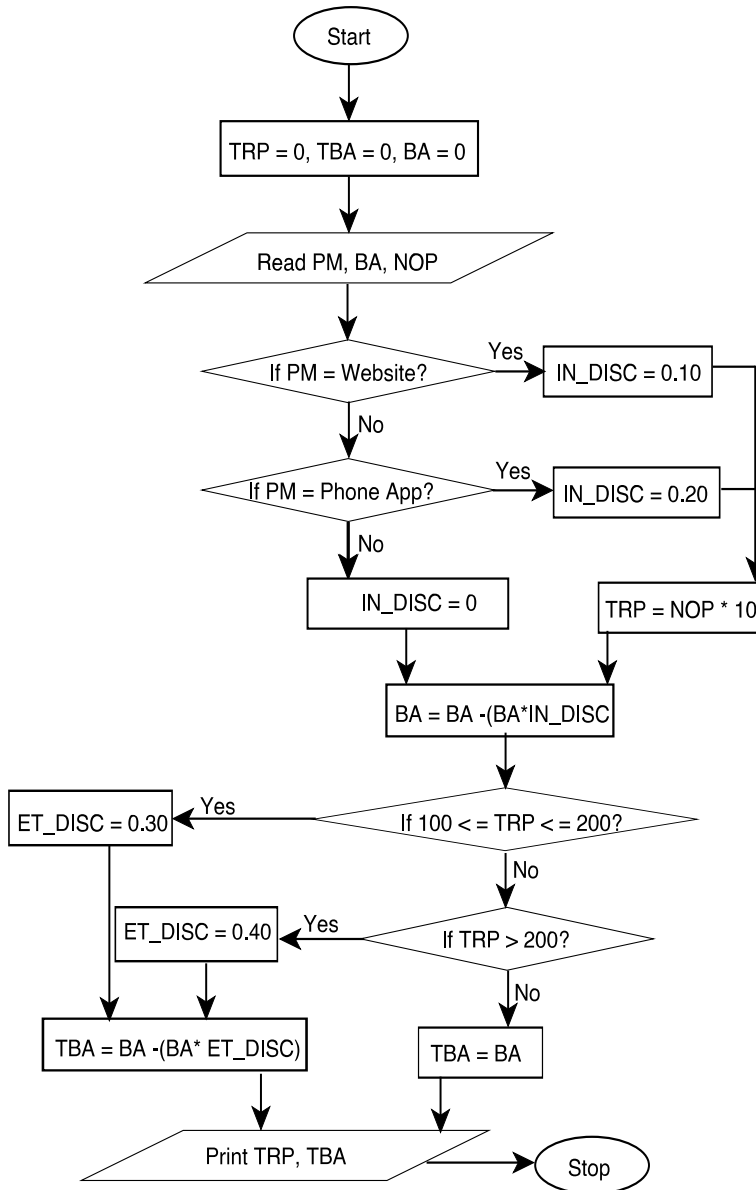 Start
TRP = 0, TBA = 0, BA = 0
Read PM, BA, NOP
If PM = Website?
Yes
IN_DISC = 0.10
No
If PM = Phone App?
Yes
IN_DISC = 0.20
No
IN_DISC = 0
TRP = NOP * 10
BA = BA -(BA*IN_DISC
If 100 < = TRP < = 200?
Yes
ET_DISC = 0.30
No
If TRP > 200?
Yes
ET_DISC = 0.40
No
TBA = BA -(BA* ET_DISC)
TBA = BA
Print TRP, TBA
Stop